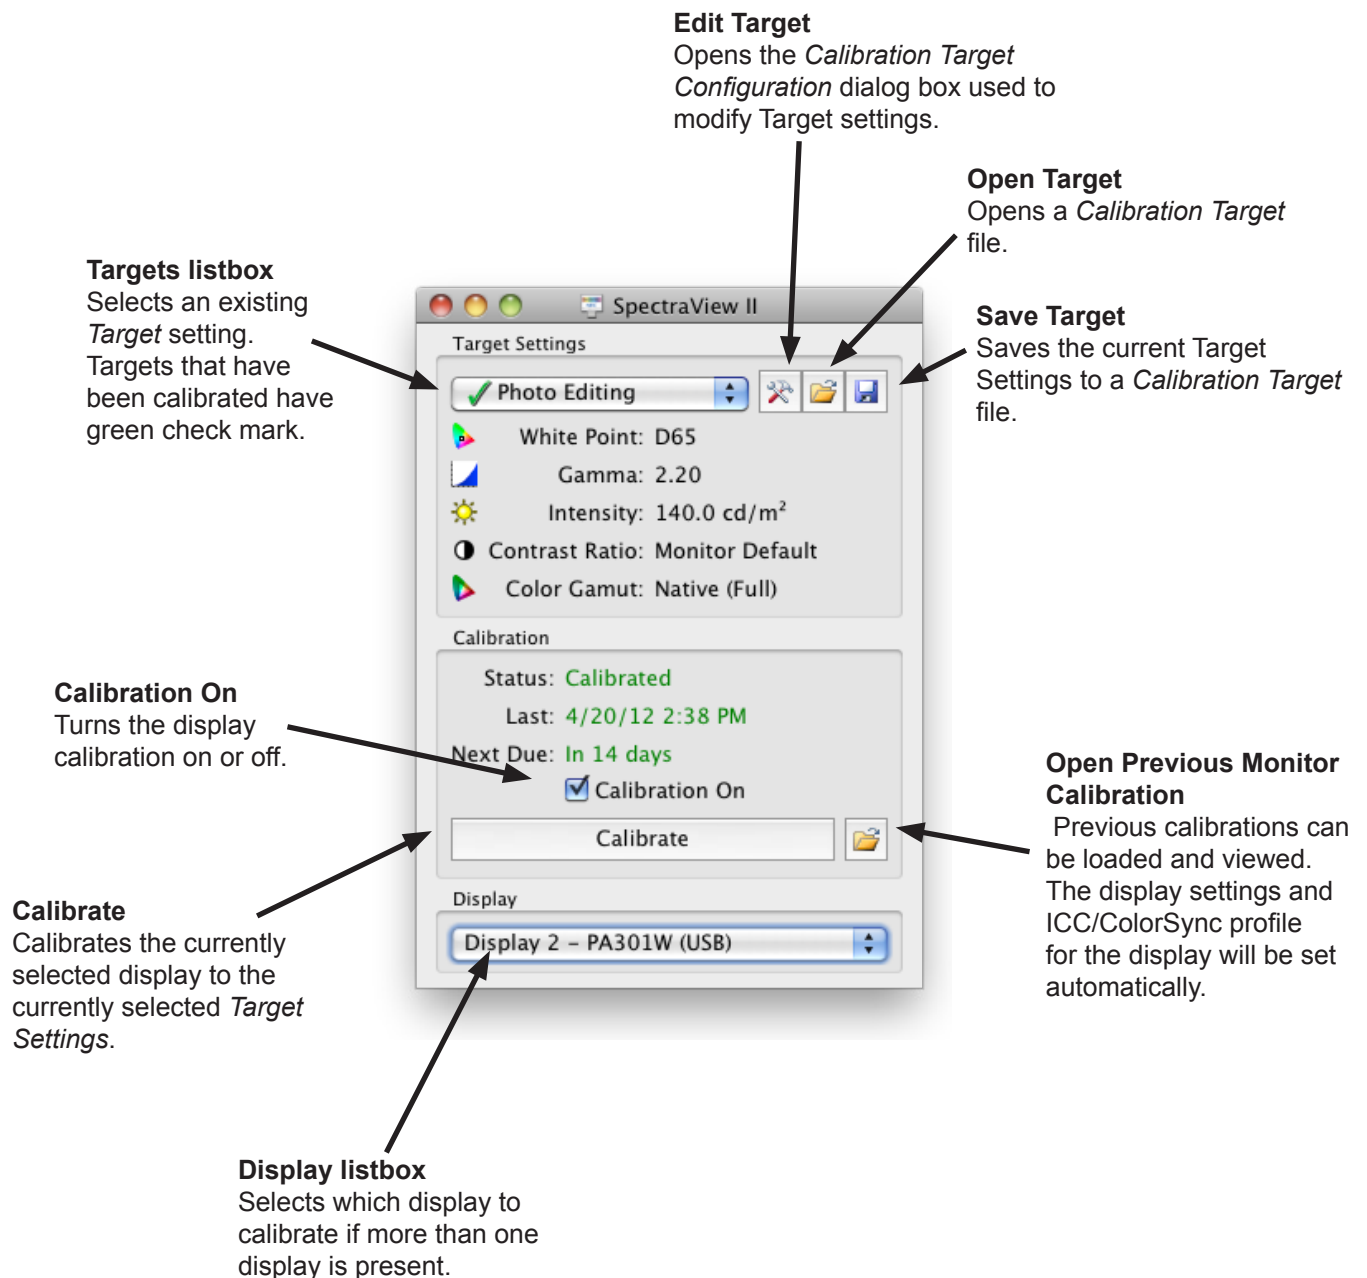 Edit Target
Opens the Calibration Target
Configuration dialog box used to
modify Target settings.
Open Target
Opens a Calibration Target
file.
Targets listbox
Selects an existing
Target setting.
Targets that have
been calibrated have
green check mark.
Save Target
Saves the current Target
Settings to a Calibration Target
file.
SpectraView II
Target Settings
Photo Editing
White Point: D65
Gamma: 2.20
Intensity: 140.0 cd/m²
Contrast Ratio: Monitor Default
Color Gamut: Native (Full)
Calibration
Status: Calibrated
Last: 4/20/12 2:38 PM
Next Due: In 14 days
Calibration On
Calibrate
Display
Display 2 – PA301W (USB)
Calibration On
Turns the display
calibration on or off.
Open Previous Monitor
Calibration
Previous calibrations can
be loaded and viewed.
The display settings and
ICC/ColorSync profile
for the display will be set
automatically.
Calibrate
Calibrates the currently
selected display to the
currently selected Target
Settings.
Display listbox
Selects which display to
calibrate if more than one
display is present.